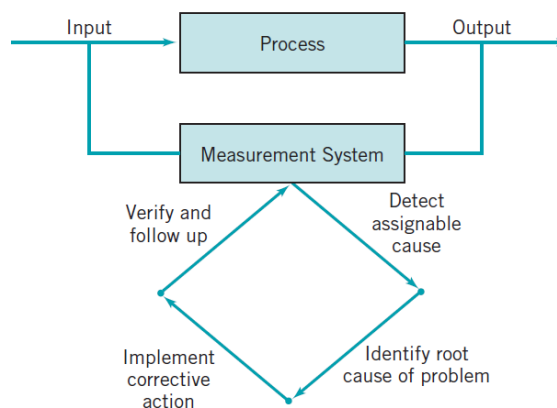 Input
Output
Process
Measurement System
Verify and
follow up
Detect
assignable
cause
Implement
corrective
action
Identify root
cause of problem